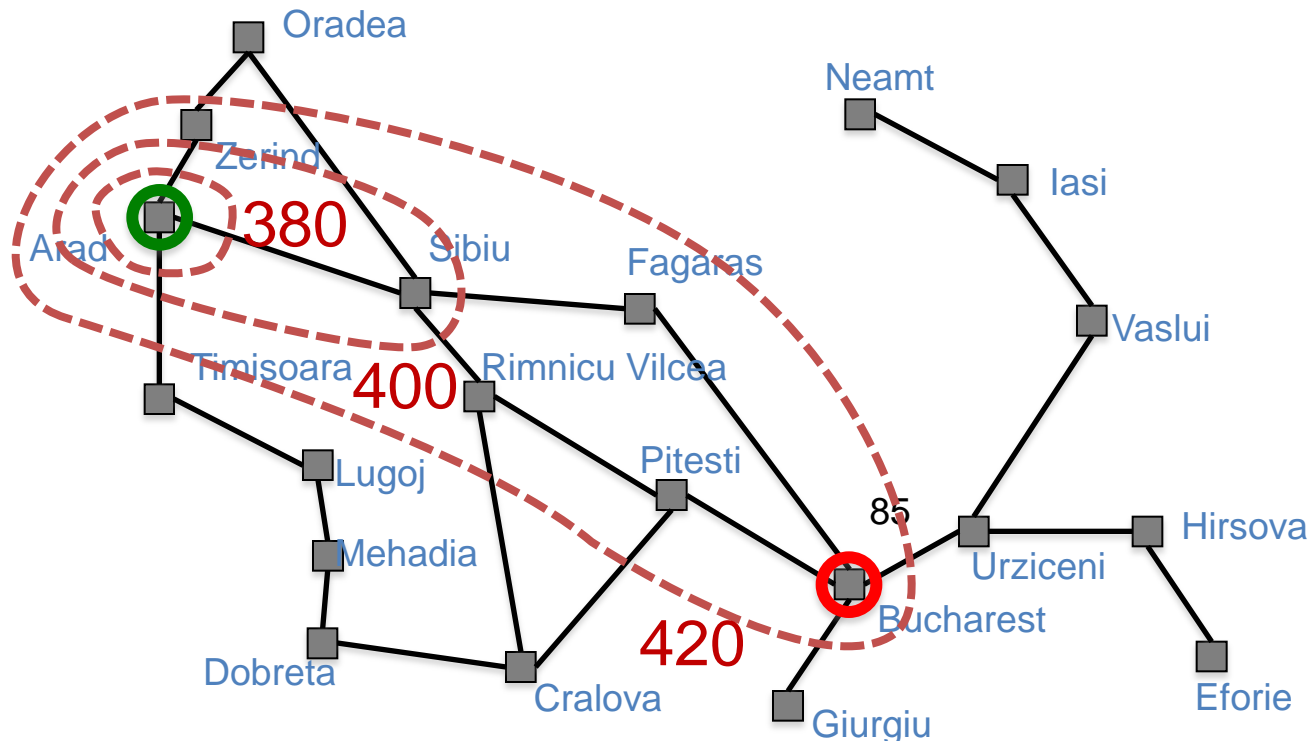 Oradea
Neamt
Zerind
Iasi
380
Arad
Sibiu
Fagaras
Vaslui
Timisoara
400
Rimnicu Vilcea
Pitesti
Lugoj
85
Hirsova
Mehadia
Urziceni
Bucharest
420
Dobreta
Cralova
Eforie
Giurgiu